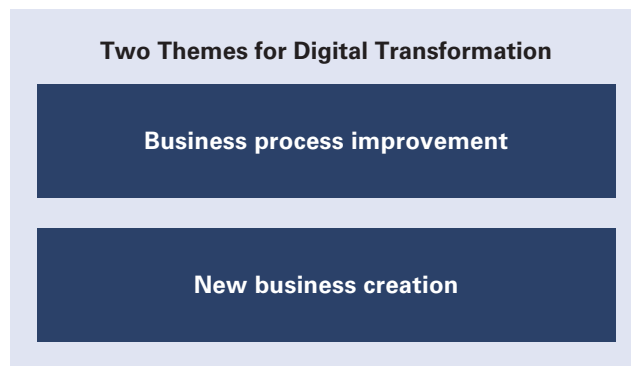 Two Themes for Digital Transformation
Business process improvement
New business creation